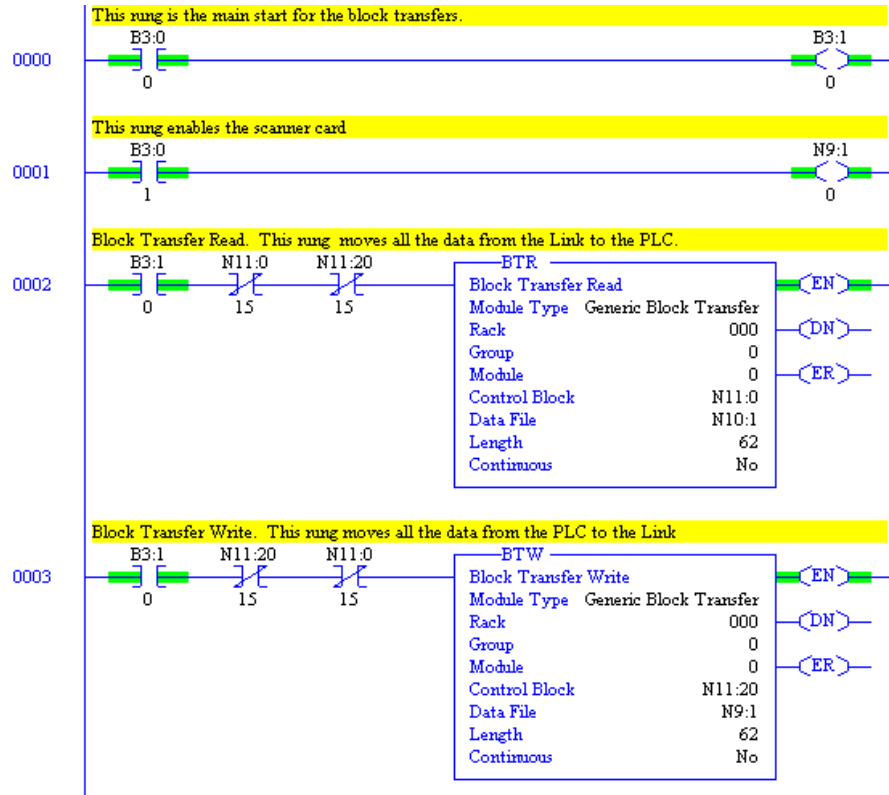 This rung is the main start for the block transfers.
B3:0 B3:1
0000
0 0
This rung enables the scanner card
B3:0 N9:1
0001
1 0
Block Transfer Read. This rung moves all the data from the Link to the PLC.
B3:1 N11:0 N11:20 BTR
0002 Block Transfer Read EN
0 15 15 Module Type Generic Block Transfer
Rack 000 DN
Group 0
Module 0 ER
Control Block N11:0
Data File N10:1
Length 62
Continuous No
Block Transfer Write. This rung moves all the data from the PLC to the Link
B3:1 N11:20 N11:0 BTW
0003 Block Transfer Write EN
0 15 15 Module Type Generic Block Transfer
Rack 000 DN
Group 0
Module 0 ER
Control Block N11:20
Data File N9:1
Length 62
Continuous No